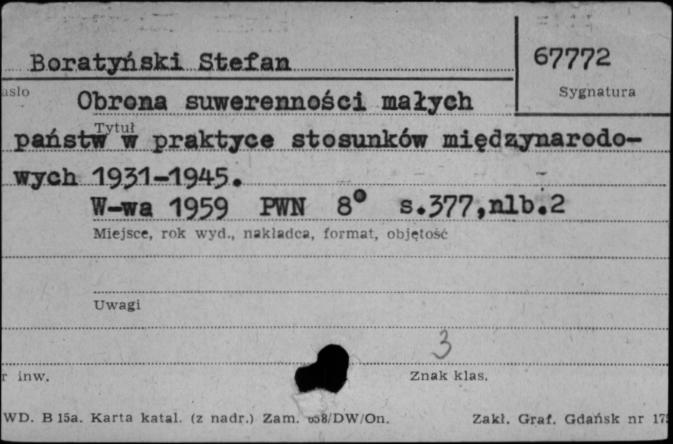 Boratyński Stefan
67772
Sygnatura
asło
Obrona suwerenności małych
Tytuł
państw w praktyce stosunków międzynarodo-
wych 1931-1945.
W-wa 1959 PWN 8° s.377,nlb.2
Miejsce, rok wyd., nakładca, format, objętość
Uwagi
3
r inw.
Znak klas.
WD. B 15a. Karta katal. (z nadr.) Zam. /DW/On.
Zakł. Graf. Gdańsk nr